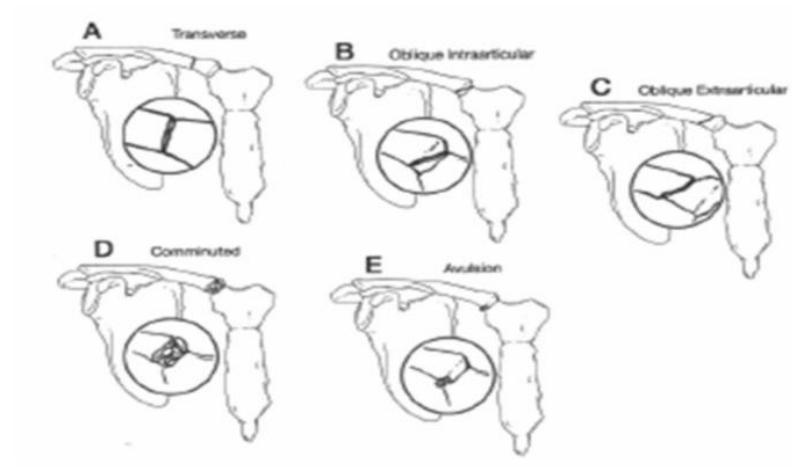 A
Transverse
B
Oblique Intraarticular
C
Oblique Extraarticular
D
Comminuted
E
Avulsion